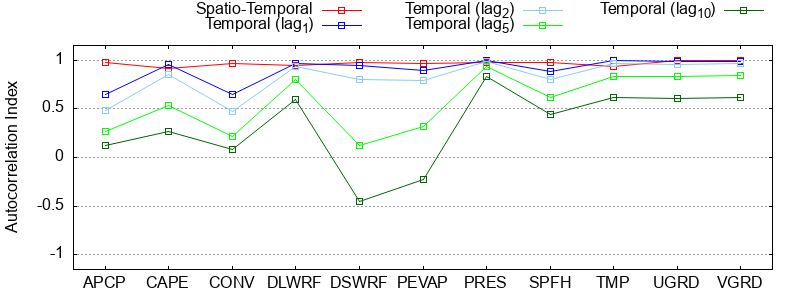 Spatio-Temporal
Temporal (lag1)
Temporal (lag2)
Temporal (lag5)
Temporal (lag10)
Autocorrelation Index
1
0.5
0
-0.5
-1
APCP CAPE CONV DLWRF DSWRF PEVAP PRES SPFH TMP UGRD VGRD